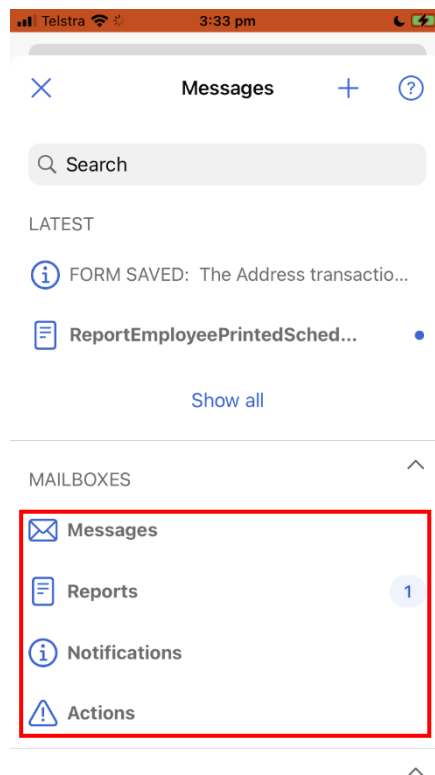 Telstra 3:33 pm
Messages
Search
LATEST
FORM SAVED: The Address transactio...
ReportEmployeePrintedSched...
Show all
MAILBOXES
Messages
Reports 1
Notifications
Actions